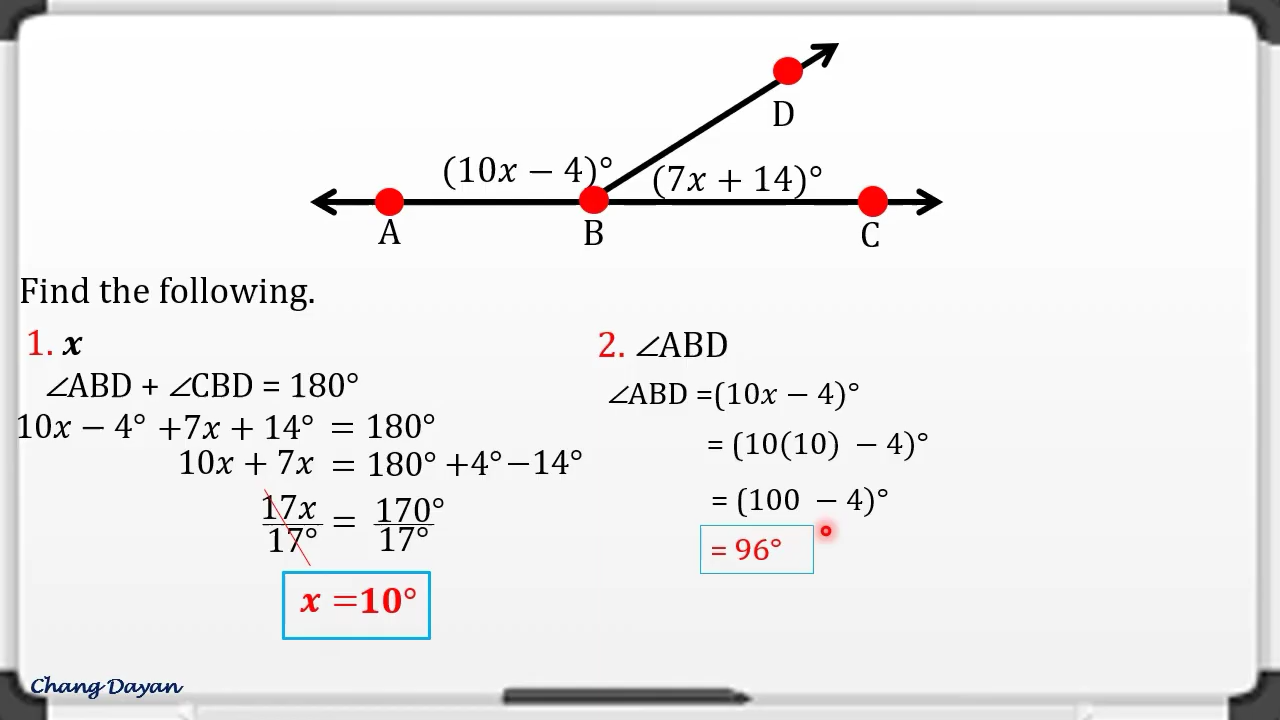 D
(10x − 4)° (7x + 14)°
A B C
Find the following.
1. x
∠ABD + ∠CBD = 180°
10x − 4° +7x + 14° = 180°
10x + 7x = 180° +4° −14°
17x = 170°
17° 17°
x =10°
2. ∠ABD
∠ABD =(10x − 4)°
= (10(10) − 4)°
= (100 − 4)°
= 96°
Chang Dayan